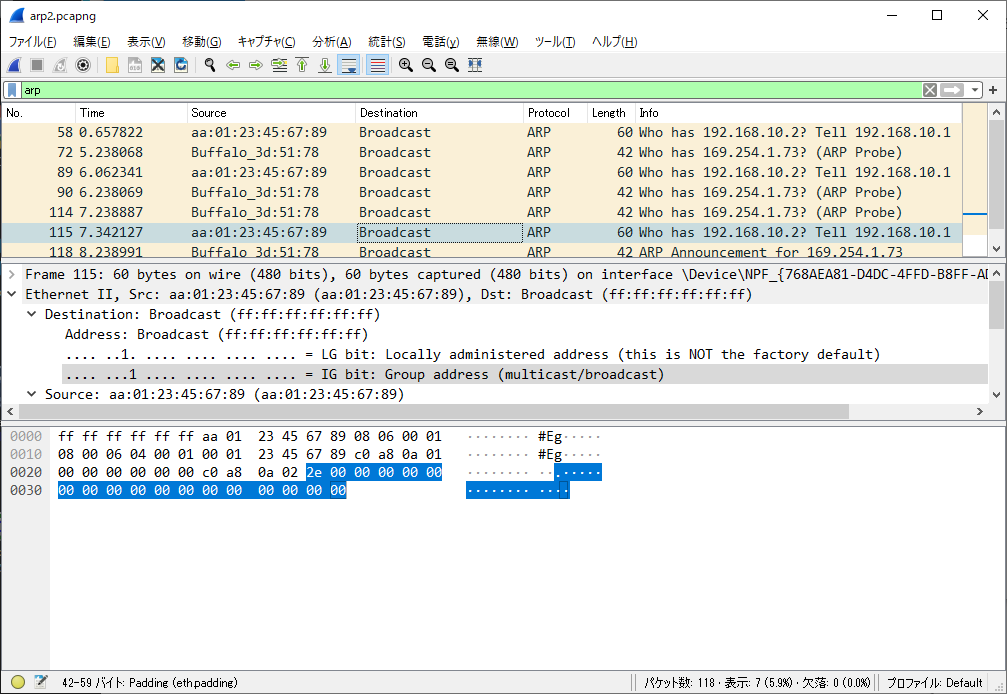 arp2.pcapng
ファイル(F) 編集(E) 表示(V) 移動(G) キャプチャ(C) 分析(A) 統計(S) 電話(y) 無線(W) ツール(T) ヘルプ(H)
arp
No. Time Source Destination Protocol Length Info
58 0.657822 aa:01:23:45:67:89 Broadcast ARP 60 Who has 192.168.10.2? Tell 192.168.10.1
72 5.238068 Buffalo_3d:51:78 Broadcast ARP 42 Who has 169.254.1.73? (ARP Probe)
89 6.062341 aa:01:23:45:67:89 Broadcast ARP 60 Who has 192.168.10.2? Tell 192.168.10.1
90 6.238069 Buffalo_3d:51:78 Broadcast ARP 42 Who has 169.254.1.73? (ARP Probe)
114 7.238887 Buffalo_3d:51:78 Broadcast ARP 42 Who has 169.254.1.73? (ARP Probe)
115 7.342127 aa:01:23:45:67:89 Broadcast ARP 60 Who has 192.168.10.2? Tell 192.168.10.1
118 8.238991 Buffalo_3d:51:78 Broadcast ARP 42 ARP Announcement for 169.254.1.73
Frame 115: 60 bytes on wire (480 bits), 60 bytes captured (480 bits) on interface \Device\NPF_{768AEA81-D4DC-4FFD-B8FF-AD
Ethernet II, Src: aa:01:23:45:67:89 (aa:01:23:45:67:89), Dst: Broadcast (ff:ff:ff:ff:ff:ff)
Destination: Broadcast (ff:ff:ff:ff:ff:ff)
Address: Broadcast (ff:ff:ff:ff:ff:ff)
.... ..1. .... .... .... .... = LG bit: Locally administered address (this is NOT the factory default)
.... ...1 .... .... .... .... = IG bit: Group address (multicast/broadcast)
Source: aa:01:23:45:67:89 (aa:01:23:45:67:89)
0000 ff ff ff ff ff ff aa 01 23 45 67 89 08 06 00 01 ········ #Eg·····
0010 08 00 06 04 00 01 00 01 23 45 67 89 c0 a8 0a 01 ········ #Eg·····
0020 00 00 00 00 00 00 c0 a8 0a 02 2e 00 00 00 00 00 ········ ··.·····
0030 00 00 00 00 00 00 00 00 00 00 00 00 ········ ····
42-59 バイト: Padding (eth.padding) パケット数: 118 · 表示: 7 (5.9%) · 欠落: 0 (0.0%) プロファイル: Default